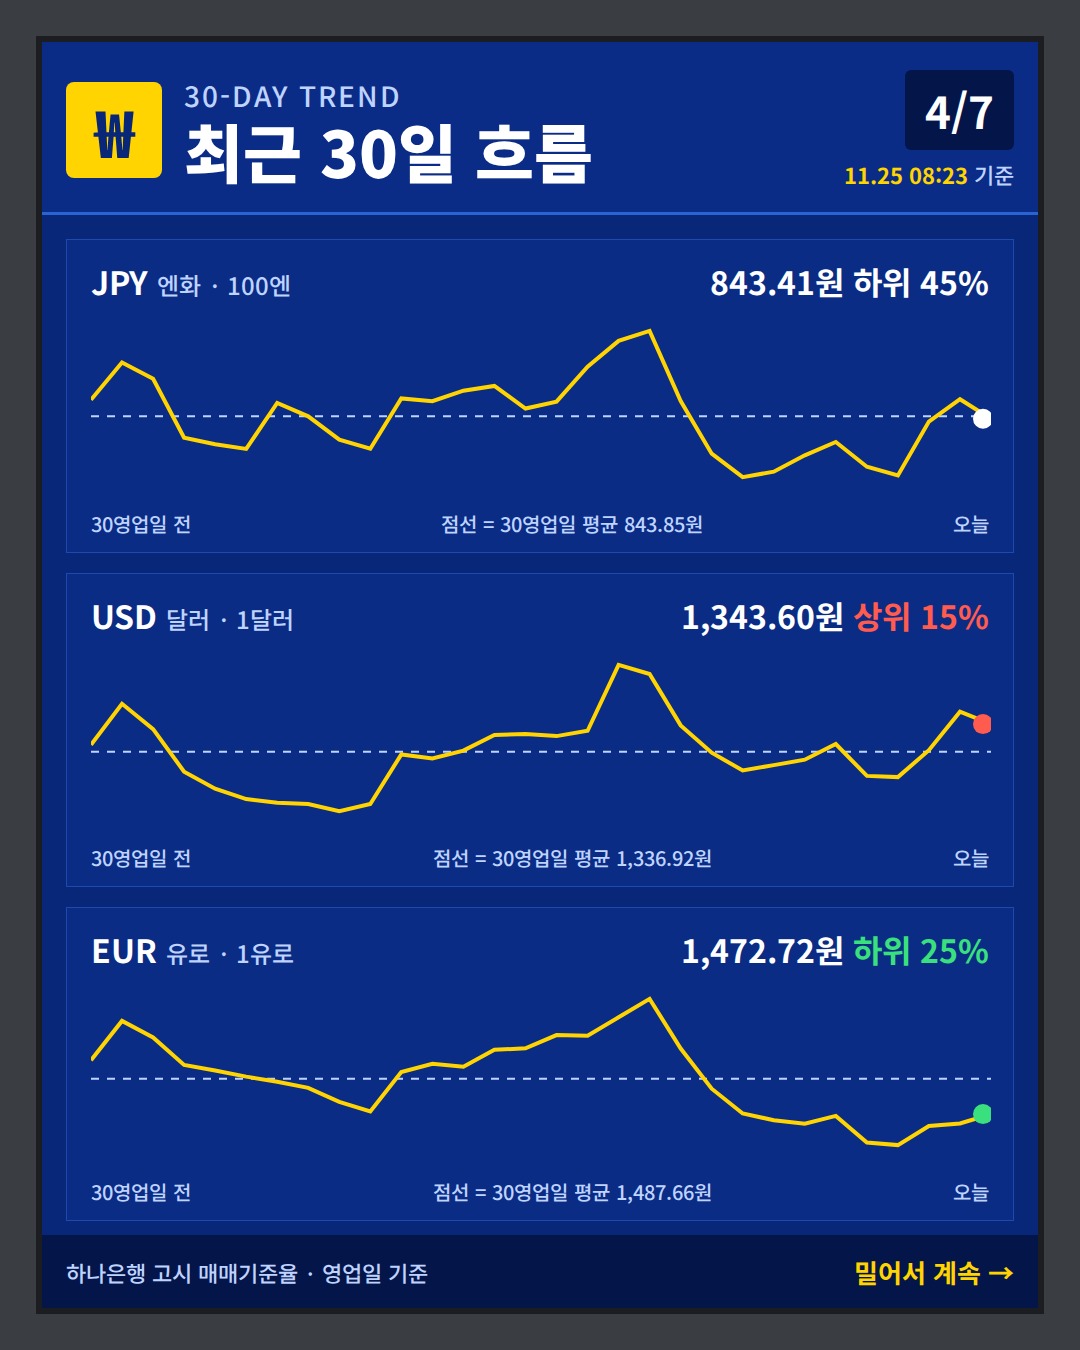 ₩
30-DAY TREND
최근 30일 흐름
4/7
11.25 08:23 기준
JPY 엔화 · 100엔
843.41원 하위 45%
30영업일 전
점선 = 30영업일 평균 843.85원
오늘
USD 달러 · 1달러
1,343.60원 상위 15%
30영업일 전
점선 = 30영업일 평균 1,336.92원
오늘
EUR 유로 · 1유로
1,472.72원 하위 25%
30영업일 전
점선 = 30영업일 평균 1,487.66원
오늘
하나은행 고시 매매기준율 · 영업일 기준
밀어서 계속 →